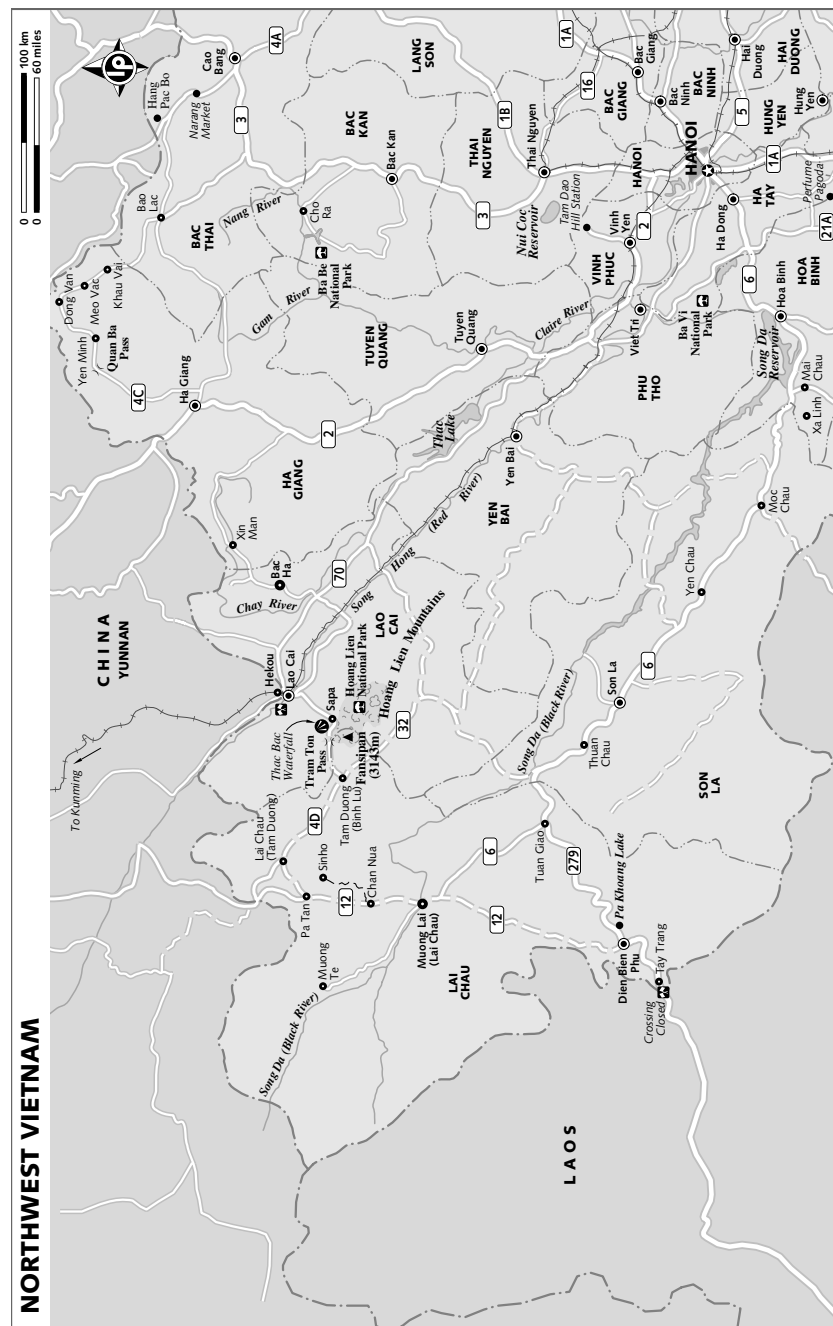 NORTHWEST VIETNAM
0
100 km
0
60 miles
lp
CHINA
YUNNAN
To Kunming
LAOS
Dong Van
Meo Vac
Khau Vai
Yen Minh
Quan Ba
Pass
4C
Ha Giang
Bao
Lac
Hang
Pac Bo
Narang
Market
Cao
Bang
4A
3
BAC
THAI
Nang River
Cho
Ra
Ba Be
National
Park
Gam River
BAC
KAN
Bac Kan
LANG
SON
THAI
NGUYEN
1B
1A
16
Bac
Giang
BAC
GIANG
Bac
Ninh
BAC
NINH
Hai
Duong
HAI
DUONG
5
HUNG
YEN
Hung
Yen
1A
Thai Nguyen
3
Nui Coc
Reservoir
Tam Dao
Hill Station
HANOI
HANOI
Vinh
Yen
2
VINH
PHUC
Ha Dong
HA
TAY
Perfume
Pagoda
21A
6
HOA
BINH
Hoa Binh
Ba Vi
National
Park
Viet Tri
Claire River
Tuyen
Quang
TUYEN
QUANG
2
HA
GIANG
Xin
Man
Bac
Ha
Chay River
70
Thac
Lake
PHU
THO
Song Da
Reservoir
Mai
Chau
Xa Linh
Yen Bai
YEN
BAI
Song Hong (Red River)
Moc
Chau
Yen Chau
Hekou
Lao Cai
LAO
CAI
Sapa
Hoang Lien
National Park
Hoang Lien Mountains
Thac Bac
Waterfall
Tram Ton
Pass
Fansipan
(3143m)
32
Tam Duong
(Binh Lu)
4D
Lai Chau
(Tam Duong)
Sinho
Chan Nua
Pa Tan
12
Muong
Te
Song Da (Black River)
Muong Lai
(Lai Chau)
LAI
CHAU
6
12
Tuan Giao
279
Song Da (Black River)
Thuan
Chau
Son La
6
SON
LA
Pa Khoang Lake
Dien Bien
Phu
Tay Trang
Crossing
Closed